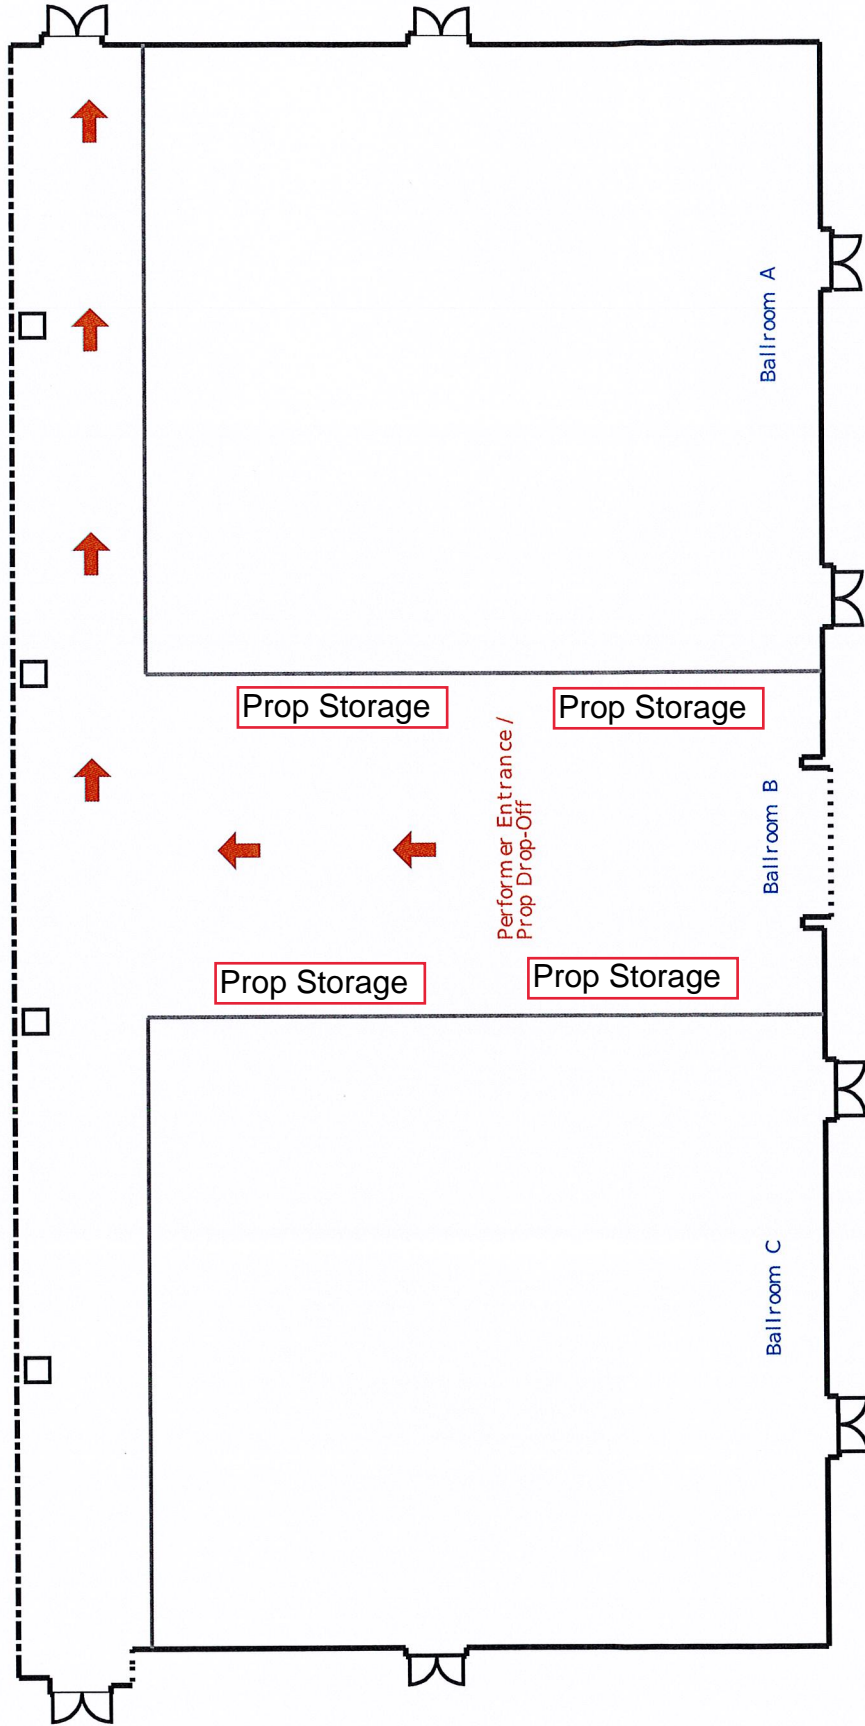 Ballroom A
Prop Storage
Prop Storage
Performer Entrance /
Prop Drop-Off
Ballroom B
Prop Storage
Prop Storage
Ballroom C